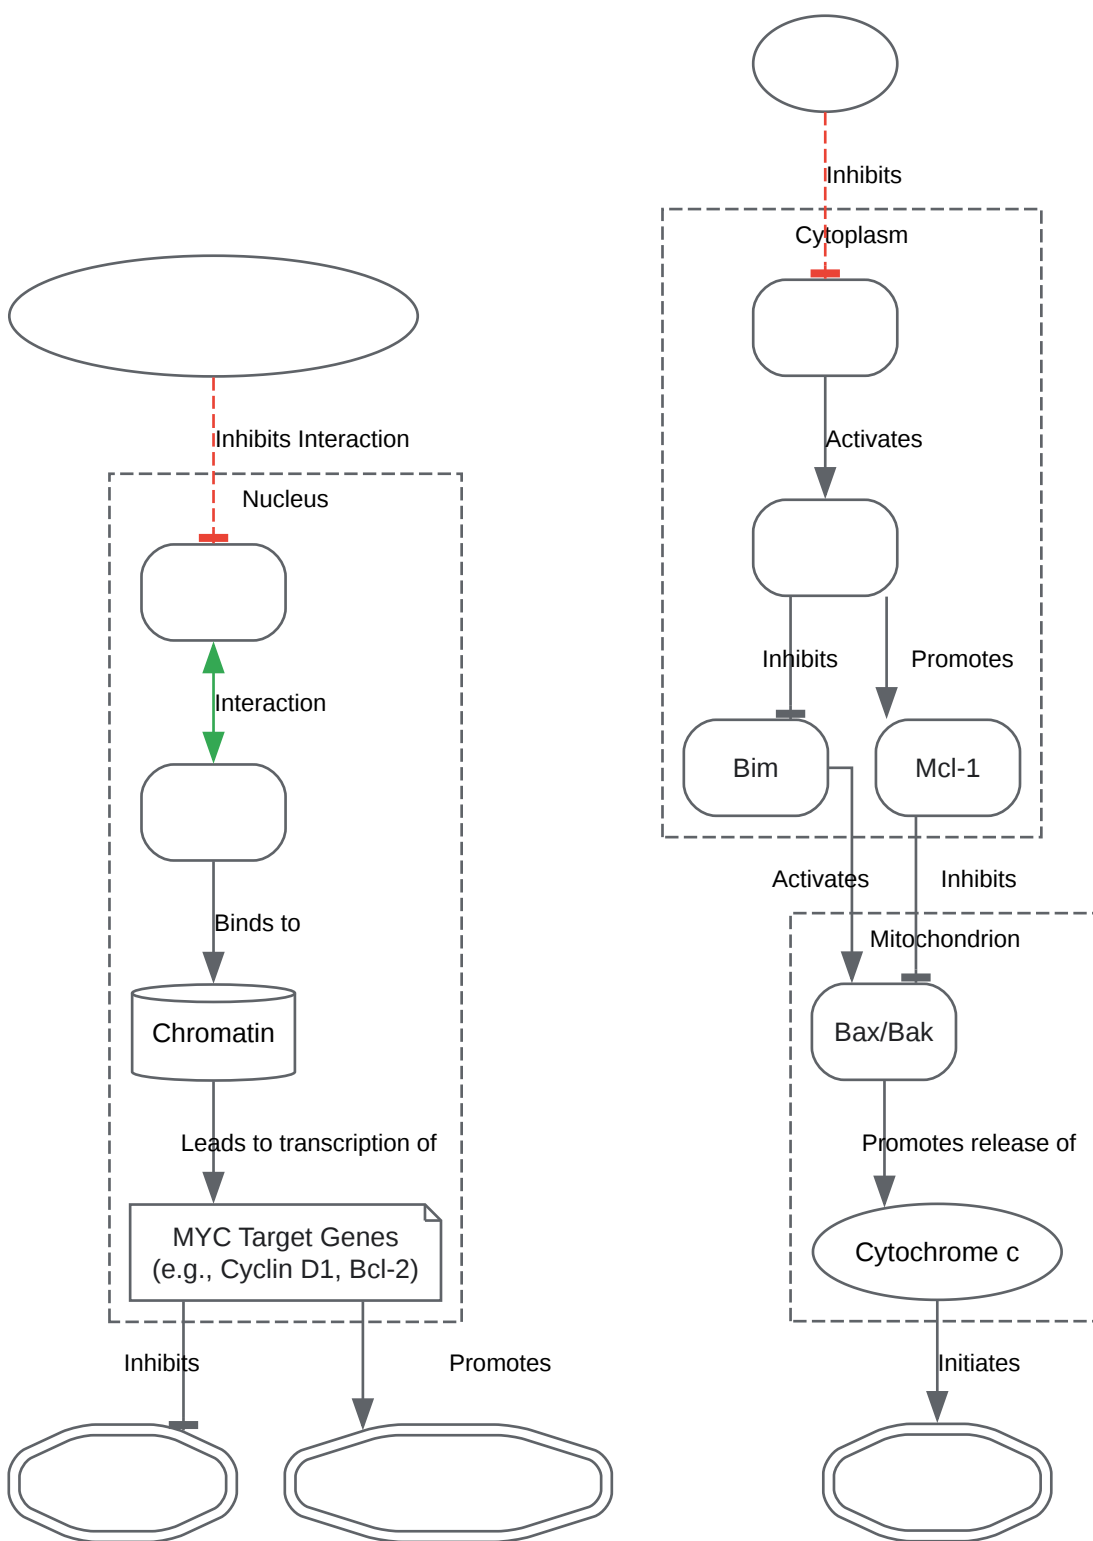 Inhibits
Cytoplasm
Inhibits Interaction
Activates
Nucleus
Inhibits
Promotes
Interaction
Bim
Mcl-1
Activates
Inhibits
Binds to
Mitochondrion
Chromatin
Bax/Bak
Leads to transcription of
Promotes release of
MYC Target Genes
(e.g., Cyclin D1, Bcl-2)
Cytochrome c
Inhibits
Promotes
Initiates